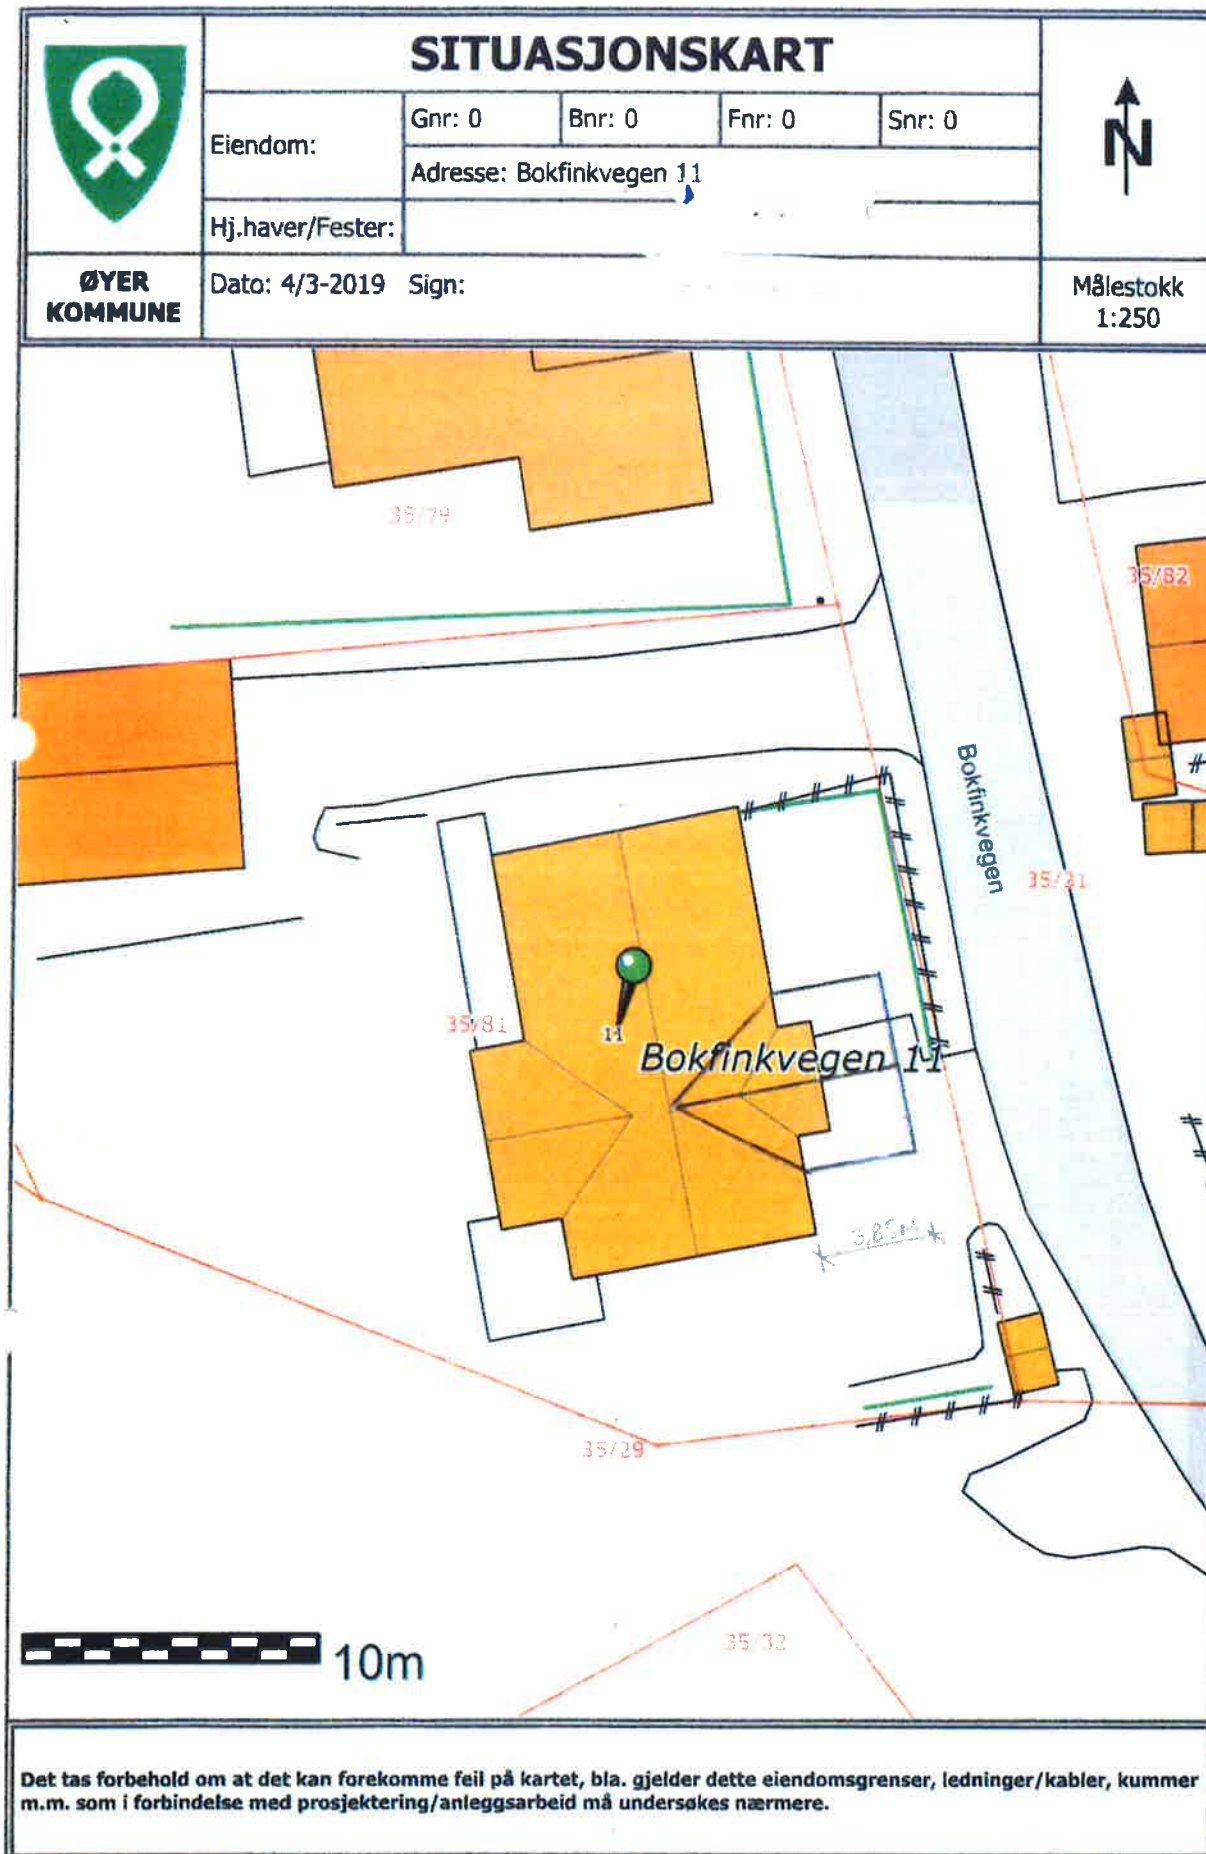 SITUASJONSKART
Eiendom:
Gnr: 0
Bnr: 0
Fnr: 0
Snr: 0
Adresse: Bokfinkvegen 11
Hj.haver/Fester:
N
ØYER
KOMMUNE
Dato: 4/3-2019 Sign:
Målestokk
1:250
35/79
35/82
Bokfinkvegen
35/31
35/81
11
Bokfinkvegen 11
3,85m
35/29
35/32
10m
Det tas forbehold om at det kan forekomme feil på kartet, bla. gjelder dette eiendomsgrenser, ledninger/kabler, kummer
m.m. som i forbindelse med prosjektering/anleggsarbeid må undersøkes nærmere.